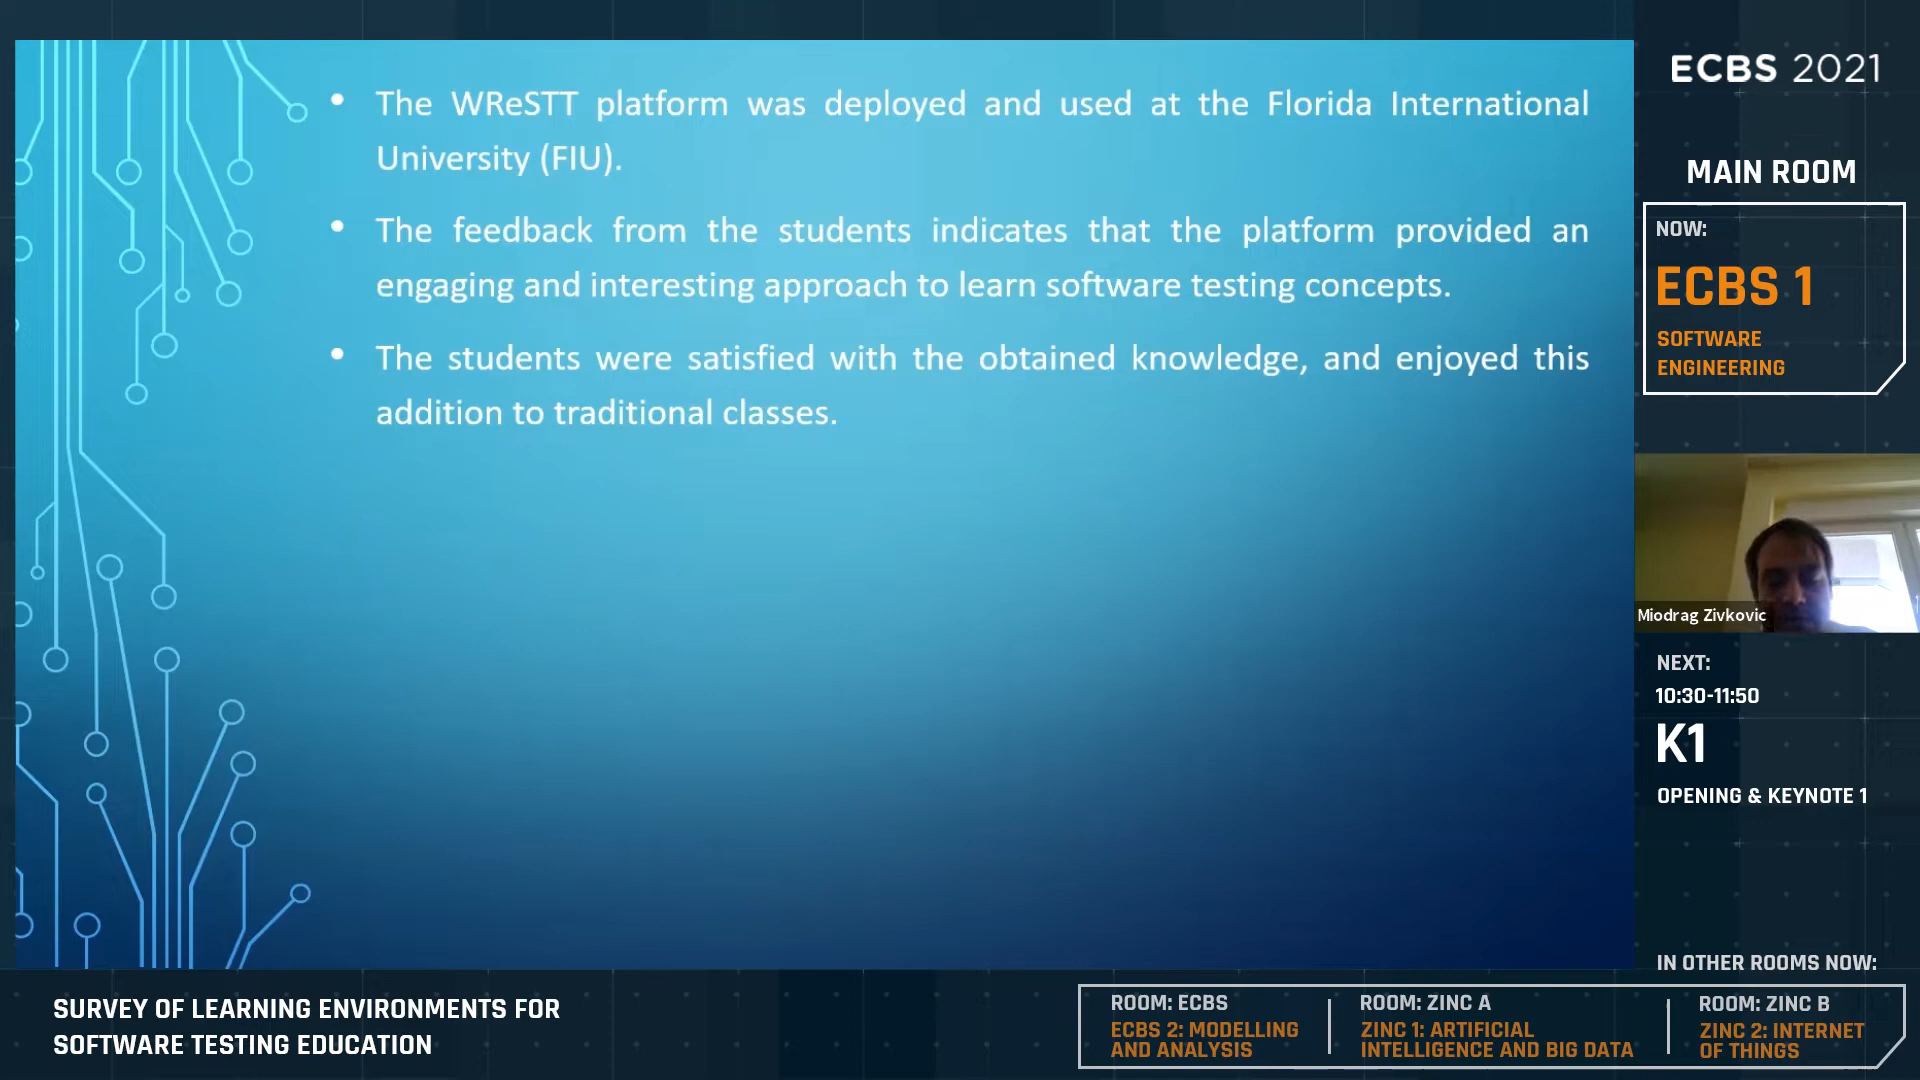 • The WReSTT platform was deployed and used at the Florida International
University (FIU).
• The feedback from the students indicates that the platform provided an
engaging and interesting approach to learn software testing concepts.
• The students were satisfied with the obtained knowledge, and enjoyed this
addition to traditional classes.
ECBS 2021
MAIN ROOM
NOW:
ECBS 1
SOFTWARE
ENGINEERING
Miodrag Zivkovic
NEXT:
10:30-11:50
K1
OPENING & KEYNOTE 1
IN OTHER ROOMS NOW:
SURVEY OF LEARNING ENVIRONMENTS FOR
SOFTWARE TESTING EDUCATION
ROOM: ECBS
ECBS 2: MODELLING
AND ANALYSIS
ROOM: ZINC A
ZINC 1: ARTIFICIAL
INTELLIGENCE AND BIG DATA
ROOM: ZINC B
ZINC 2: INTERNET
OF THINGS